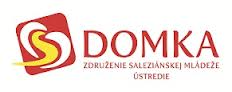 DOMKA
ZDRUŽENIE SALEZIÁNSKEJ MLÁDEŽE
ÚSTREDIE